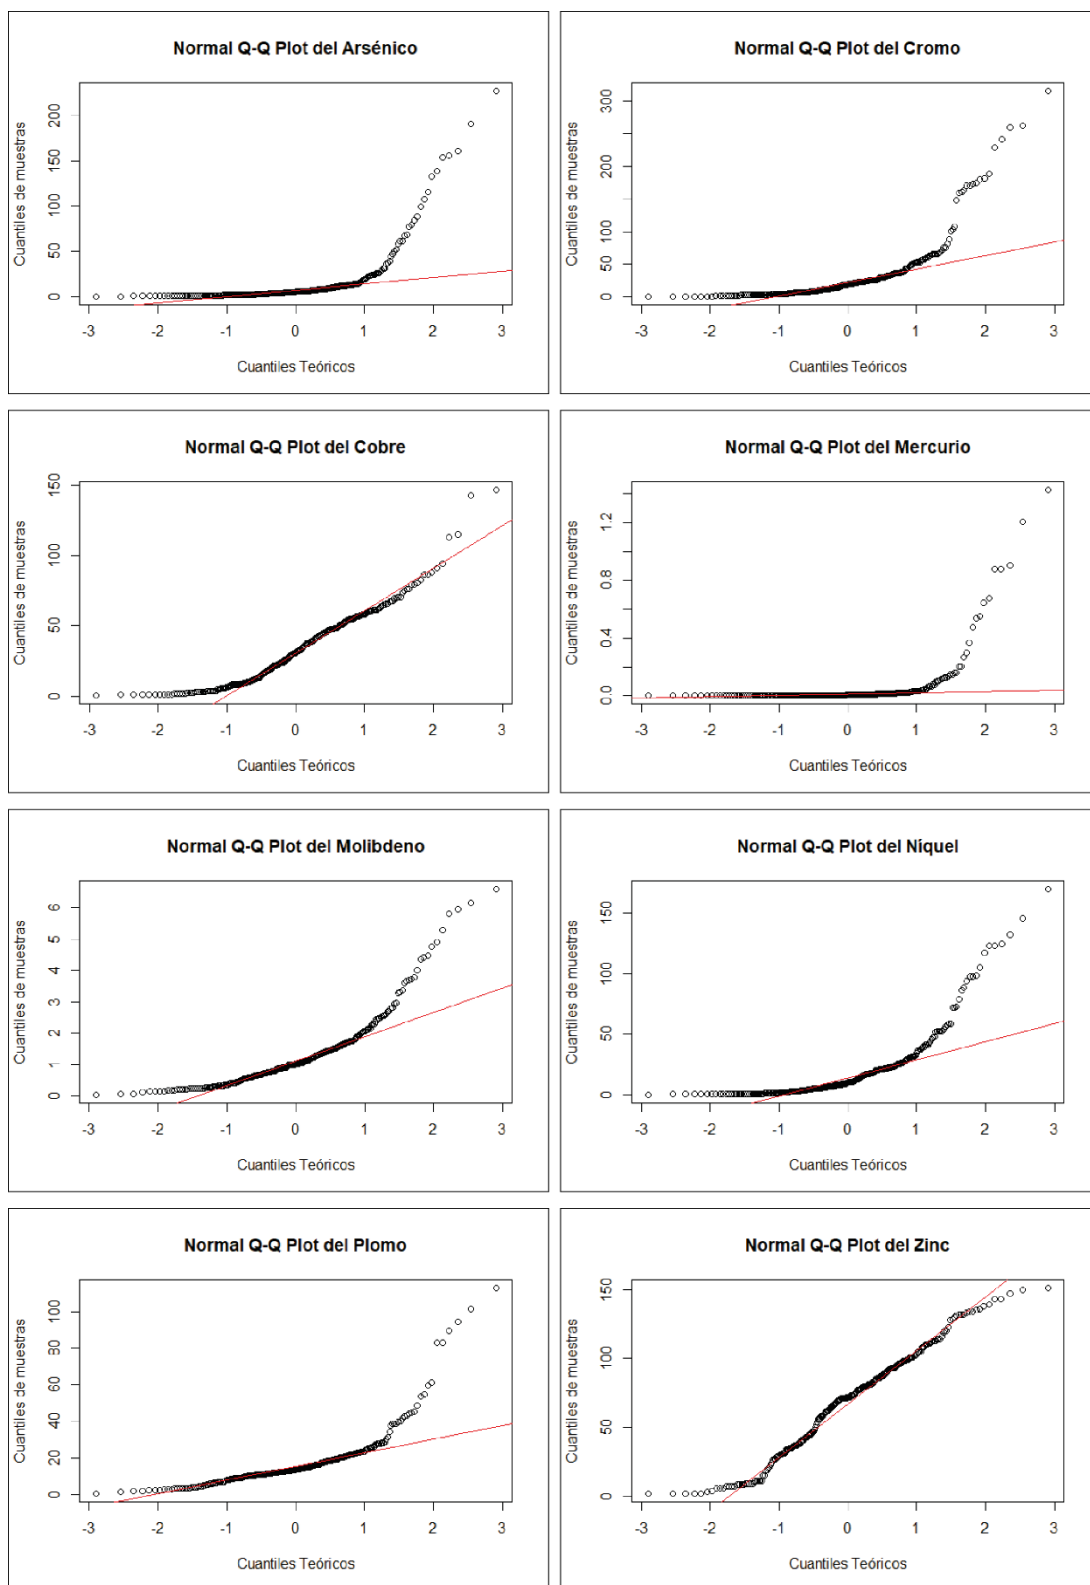 Normal Q-Q Plot del Arsénico
Cuantiles de muestras
200
150
100
50
0
-3 -2 -1 0 1 2 3
Cuantiles Teóricos
Normal Q-Q Plot del Cromo
Cuantiles de muestras
300
200
100
50
0
-3 -2 -1 0 1 2 3
Cuantiles Teóricos
Normal Q-Q Plot del Cobre
Cuantiles de muestras
150
100
50
0
-3 -2 -1 0 1 2 3
Cuantiles Teóricos
Normal Q-Q Plot del Mercurio
Cuantiles de muestras
1.2
0.8
0.4
0.0
-3 -2 -1 0 1 2 3
Cuantiles Teóricos
Normal Q-Q Plot del Molibdeno
Cuantiles de muestras
6
5
4
3
2
1
0
-3 -2 -1 0 1 2 3
Cuantiles Teóricos
Normal Q-Q Plot del Níquel
Cuantiles de muestras
150
100
50
0
-3 -2 -1 0 1 2 3
Cuantiles Teóricos
Normal Q-Q Plot del Plomo
Cuantiles de muestras
100
80
60
40
20
0
-3 -2 -1 0 1 2 3
Cuantiles Teóricos
Normal Q-Q Plot del Zinc
Cuantiles de muestras
150
100
50
0
-3 -2 -1 0 1 2 3
Cuantiles Teóricos